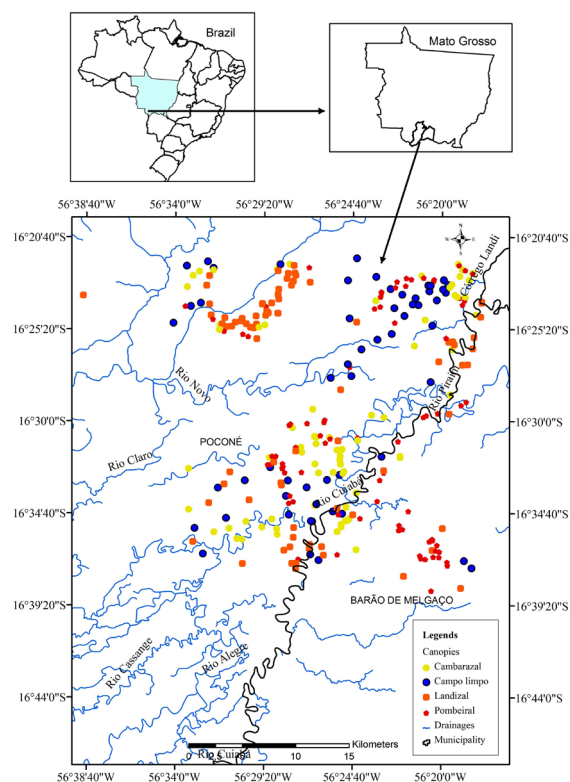 Brazil
Mato Grosso
56°38'40"W 56°34'0"W 56°29'20"W 56°24'40"W 56°20'0"W
16°20'40"S 16°20'40"S
Córrego Landi
16°25'20"S 16°25'20"S
Rio Novo
Rio Piraim
16°30'0"S 16°30'0"S
POCONÉ
Rio Claro
Rio Cuiabá
16°34'40"S 16°34'40"S
BARÃO DE MELGAÇO
16°39'20"S 16°39'20"S
Rio Cassange
Rio Alegre
16°44'0"S 16°44'0"S
Legends
Canopies
Cambarazal
Campo limpo
Landizal
Pombeiral
Drainages
Municipality
Kilometers
Rio Cuiabá
0 2,5 5 10 15
56°38'40"W 56°34'0"W 56°29'20"W 56°24'40"W 56°20'0"W